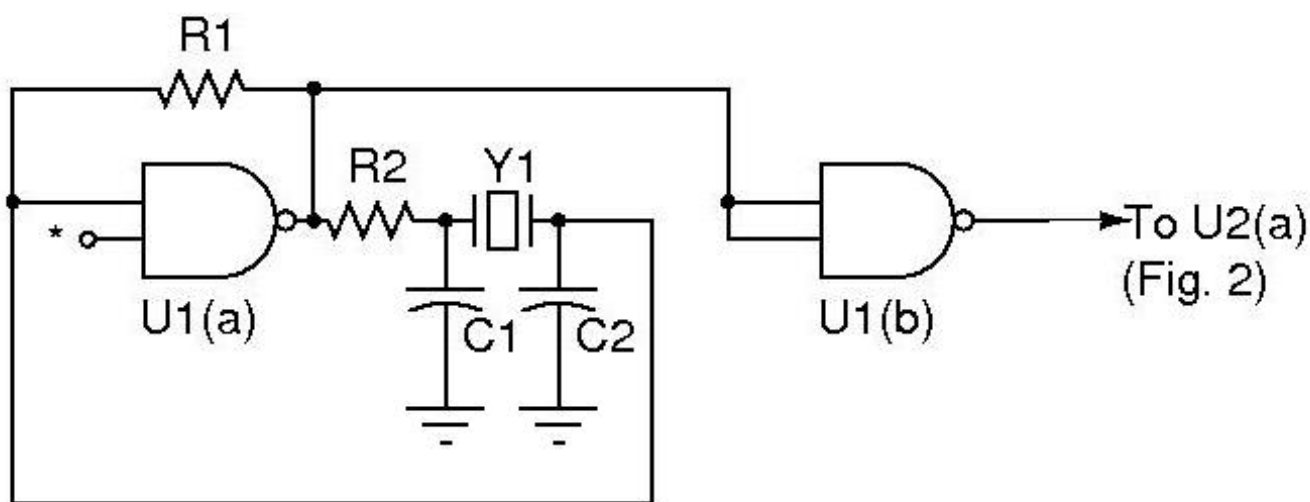 R1
R2
Y1
*
To U2(a)
(Fig. 2)
U1(a)
C1
C2
U1(b)